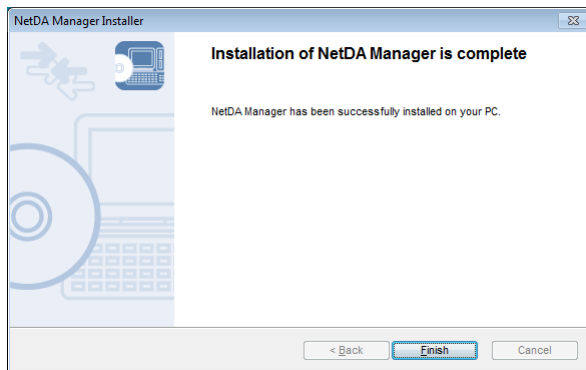 NetDA Manager Installer
Installation of NetDA Manager is complete
NetDA Manager has been successfully installed on your PC.
< Back
Finish
Cancel